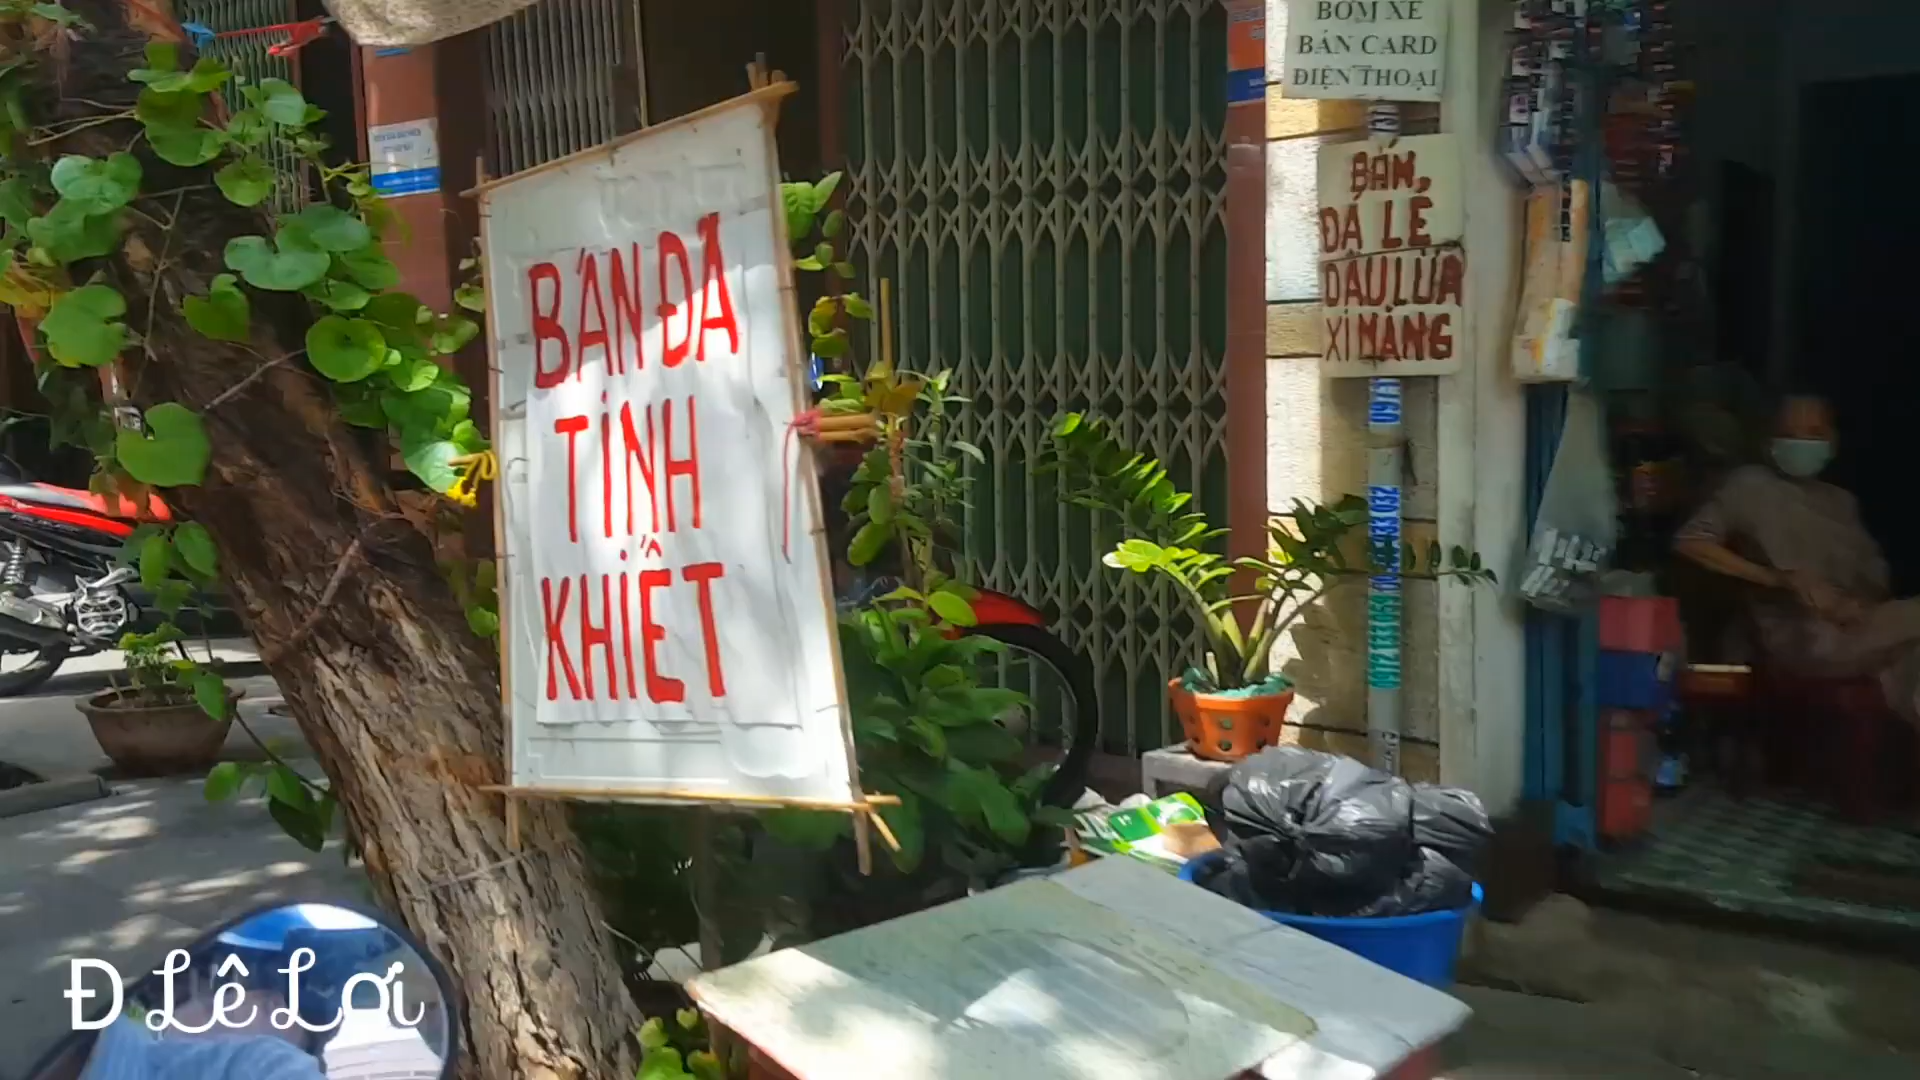 BƠM XE
BÁN CARD
ĐIỆN THOẠI
BÁN,
ĐÁ LẺ
DẦU LỬA
XI MĂNG
BÁN ĐÁ
TINH
KHIẾT
Đ Lê Lợi